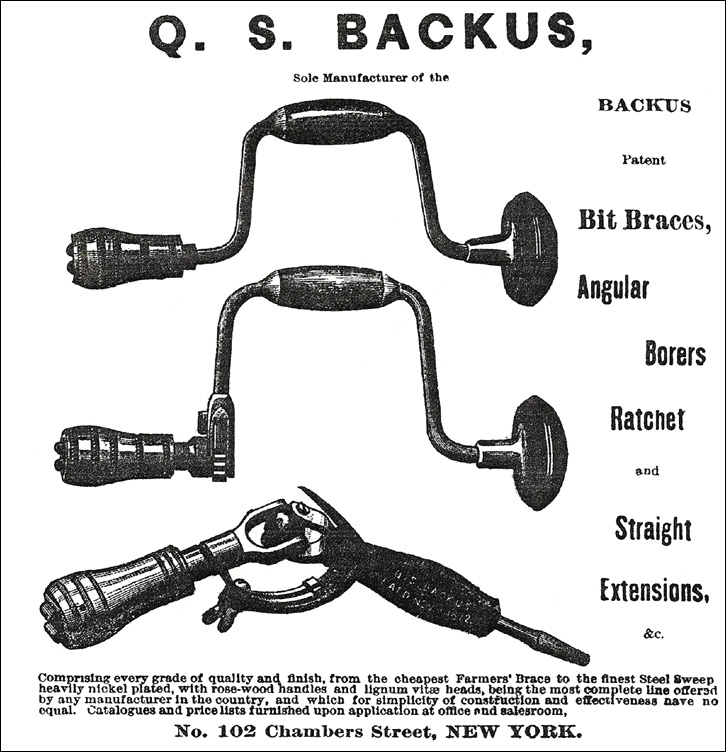 Q. S. BACKUS,
Sole Manufacturer of the
BACKUS
Patent
Bit Braces,
Angular
Borers
Ratchet
and
Straight
Extensions,
&c.
Q.S. BACKUS
Comprising every grade of quality and finish, from the cheapest Farmers' Brace to the finest Steel Sweep
heavily nickel plated, with rose-wood handles and lignum vitæ heads, being the most complete line offered
by any manufacturer in the country, and which for simplicity of construction and effectiveness have no
equal. Catalogues and price lists furnished upon application at office and salesroom,
No. 102 Chambers Street, NEW YORK.